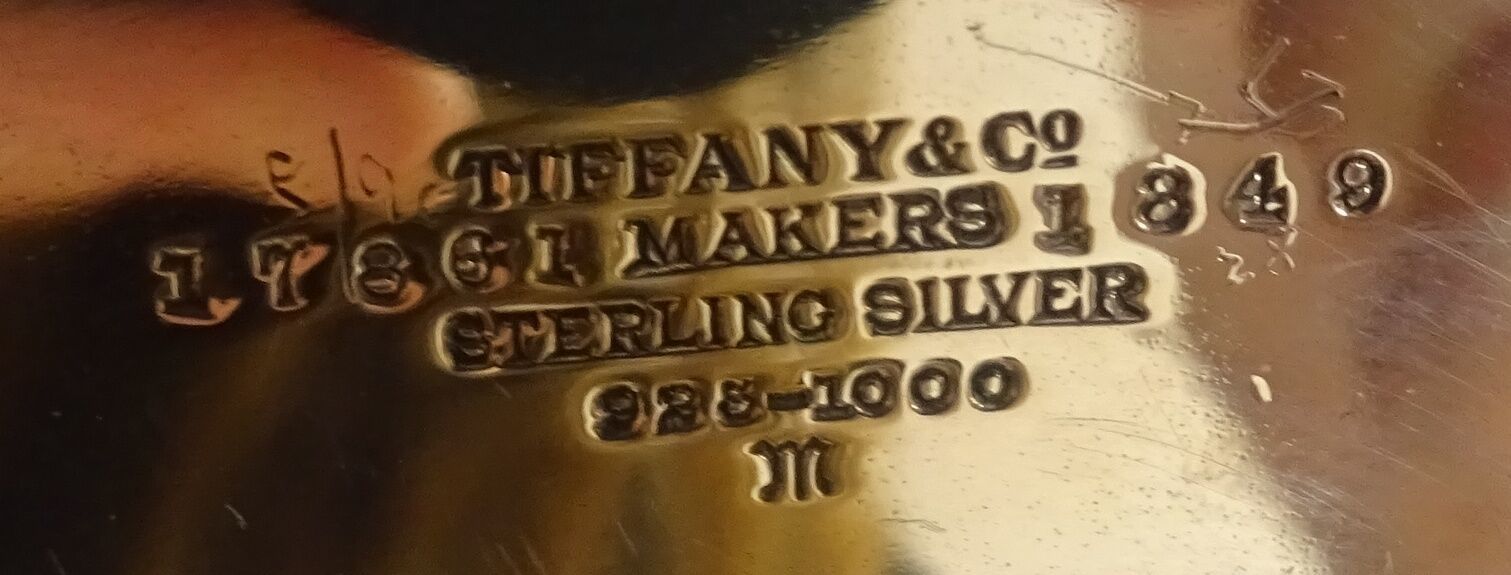 TIFFANY & Cº
17861 MAKERS 1849
STERLING SILVER
925-1000
M